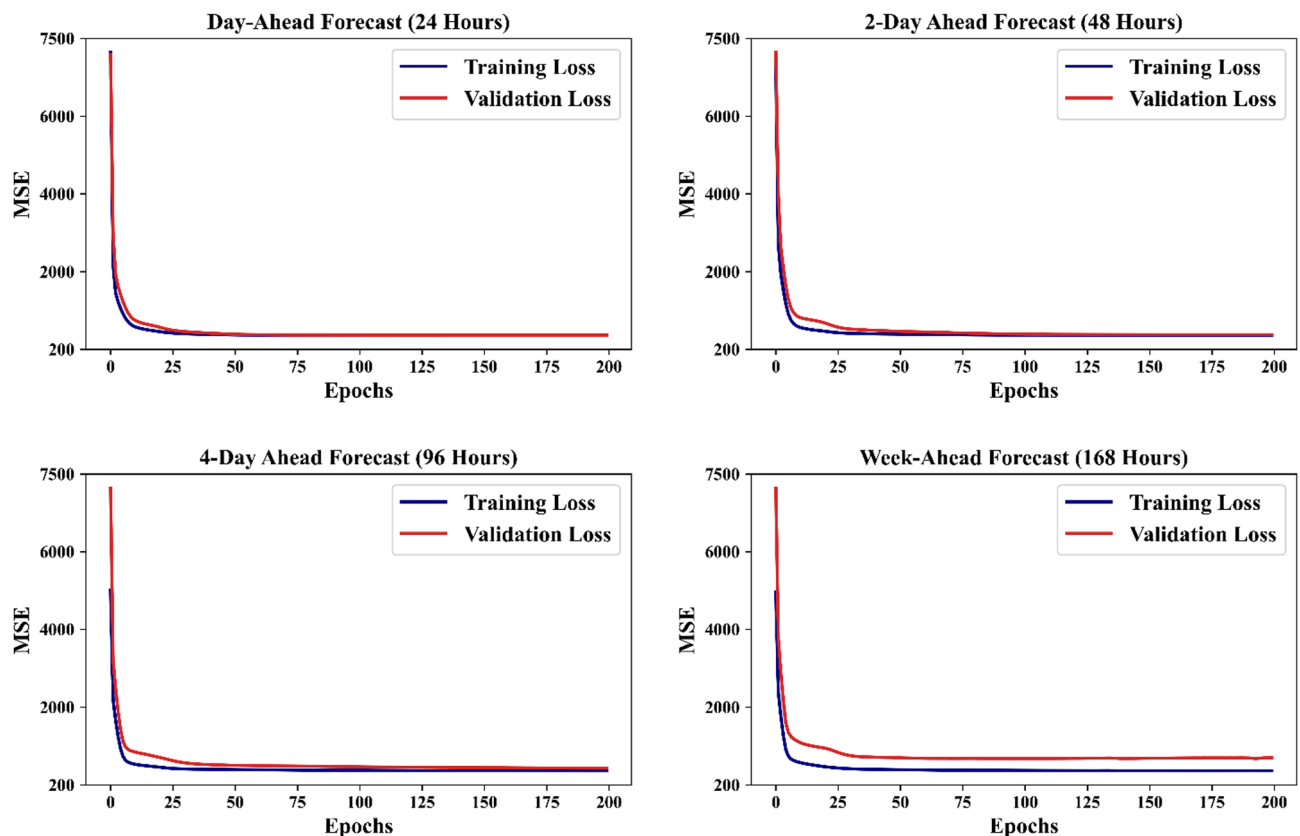 Day-Ahead Forecast (24 Hours)
7500
6000
4000
2000
200
MSE
Training Loss
Validation Loss
0 25 50 75 100 125 150 175 200
Epochs
2-Day Ahead Forecast (48 Hours)
7500
6000
4000
2000
200
MSE
Training Loss
Validation Loss
0 25 50 75 100 125 150 175 200
Epochs
4-Day Ahead Forecast (96 Hours)
7500
6000
4000
2000
200
MSE
Training Loss
Validation Loss
0 25 50 75 100 125 150 175 200
Epochs
Week-Ahead Forecast (168 Hours)
7500
6000
4000
2000
200
MSE
Training Loss
Validation Loss
0 25 50 75 100 125 150 175 200
Epochs